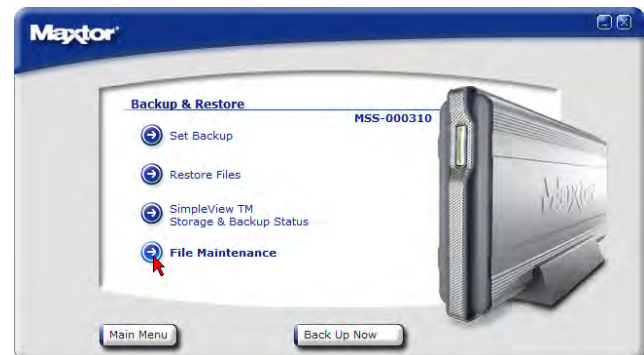 Maxtor
Backup & Restore
MSS-000310
Set Backup
Restore Files
SimpleView TM
Storage & Backup Status
File Maintenance
Maxtor
Main Menu
Back Up Now